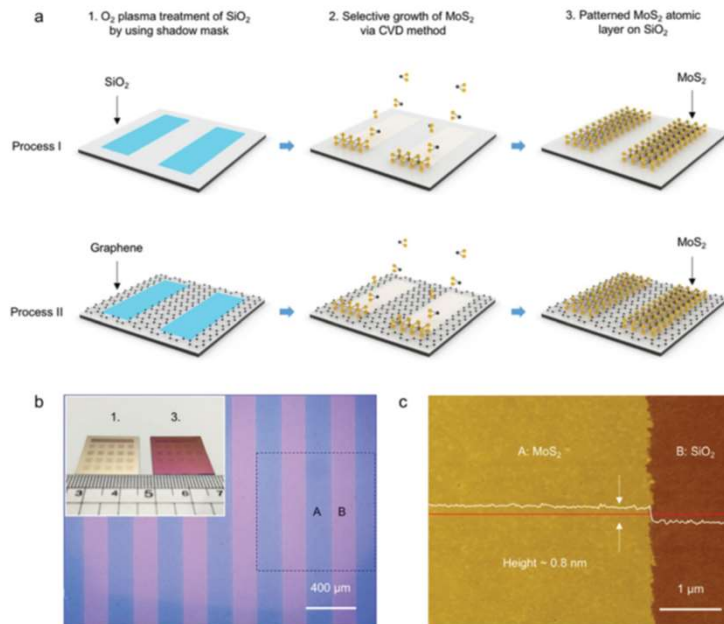 a
1. O₂ plasma treatment of SiO₂
by using shadow mask
2. Selective growth of MoS₂
via CVD method
3. Patterned MoS₂ atomic
layer on SiO₂
SiO₂
MoS₂
Process I
Graphene
MoS₂
Process II
b
1.
3.
3 4 5 6 7
A
B
400 μm
c
A: MoS₂
B: SiO₂
Height ~ 0.8 nm
1 μm